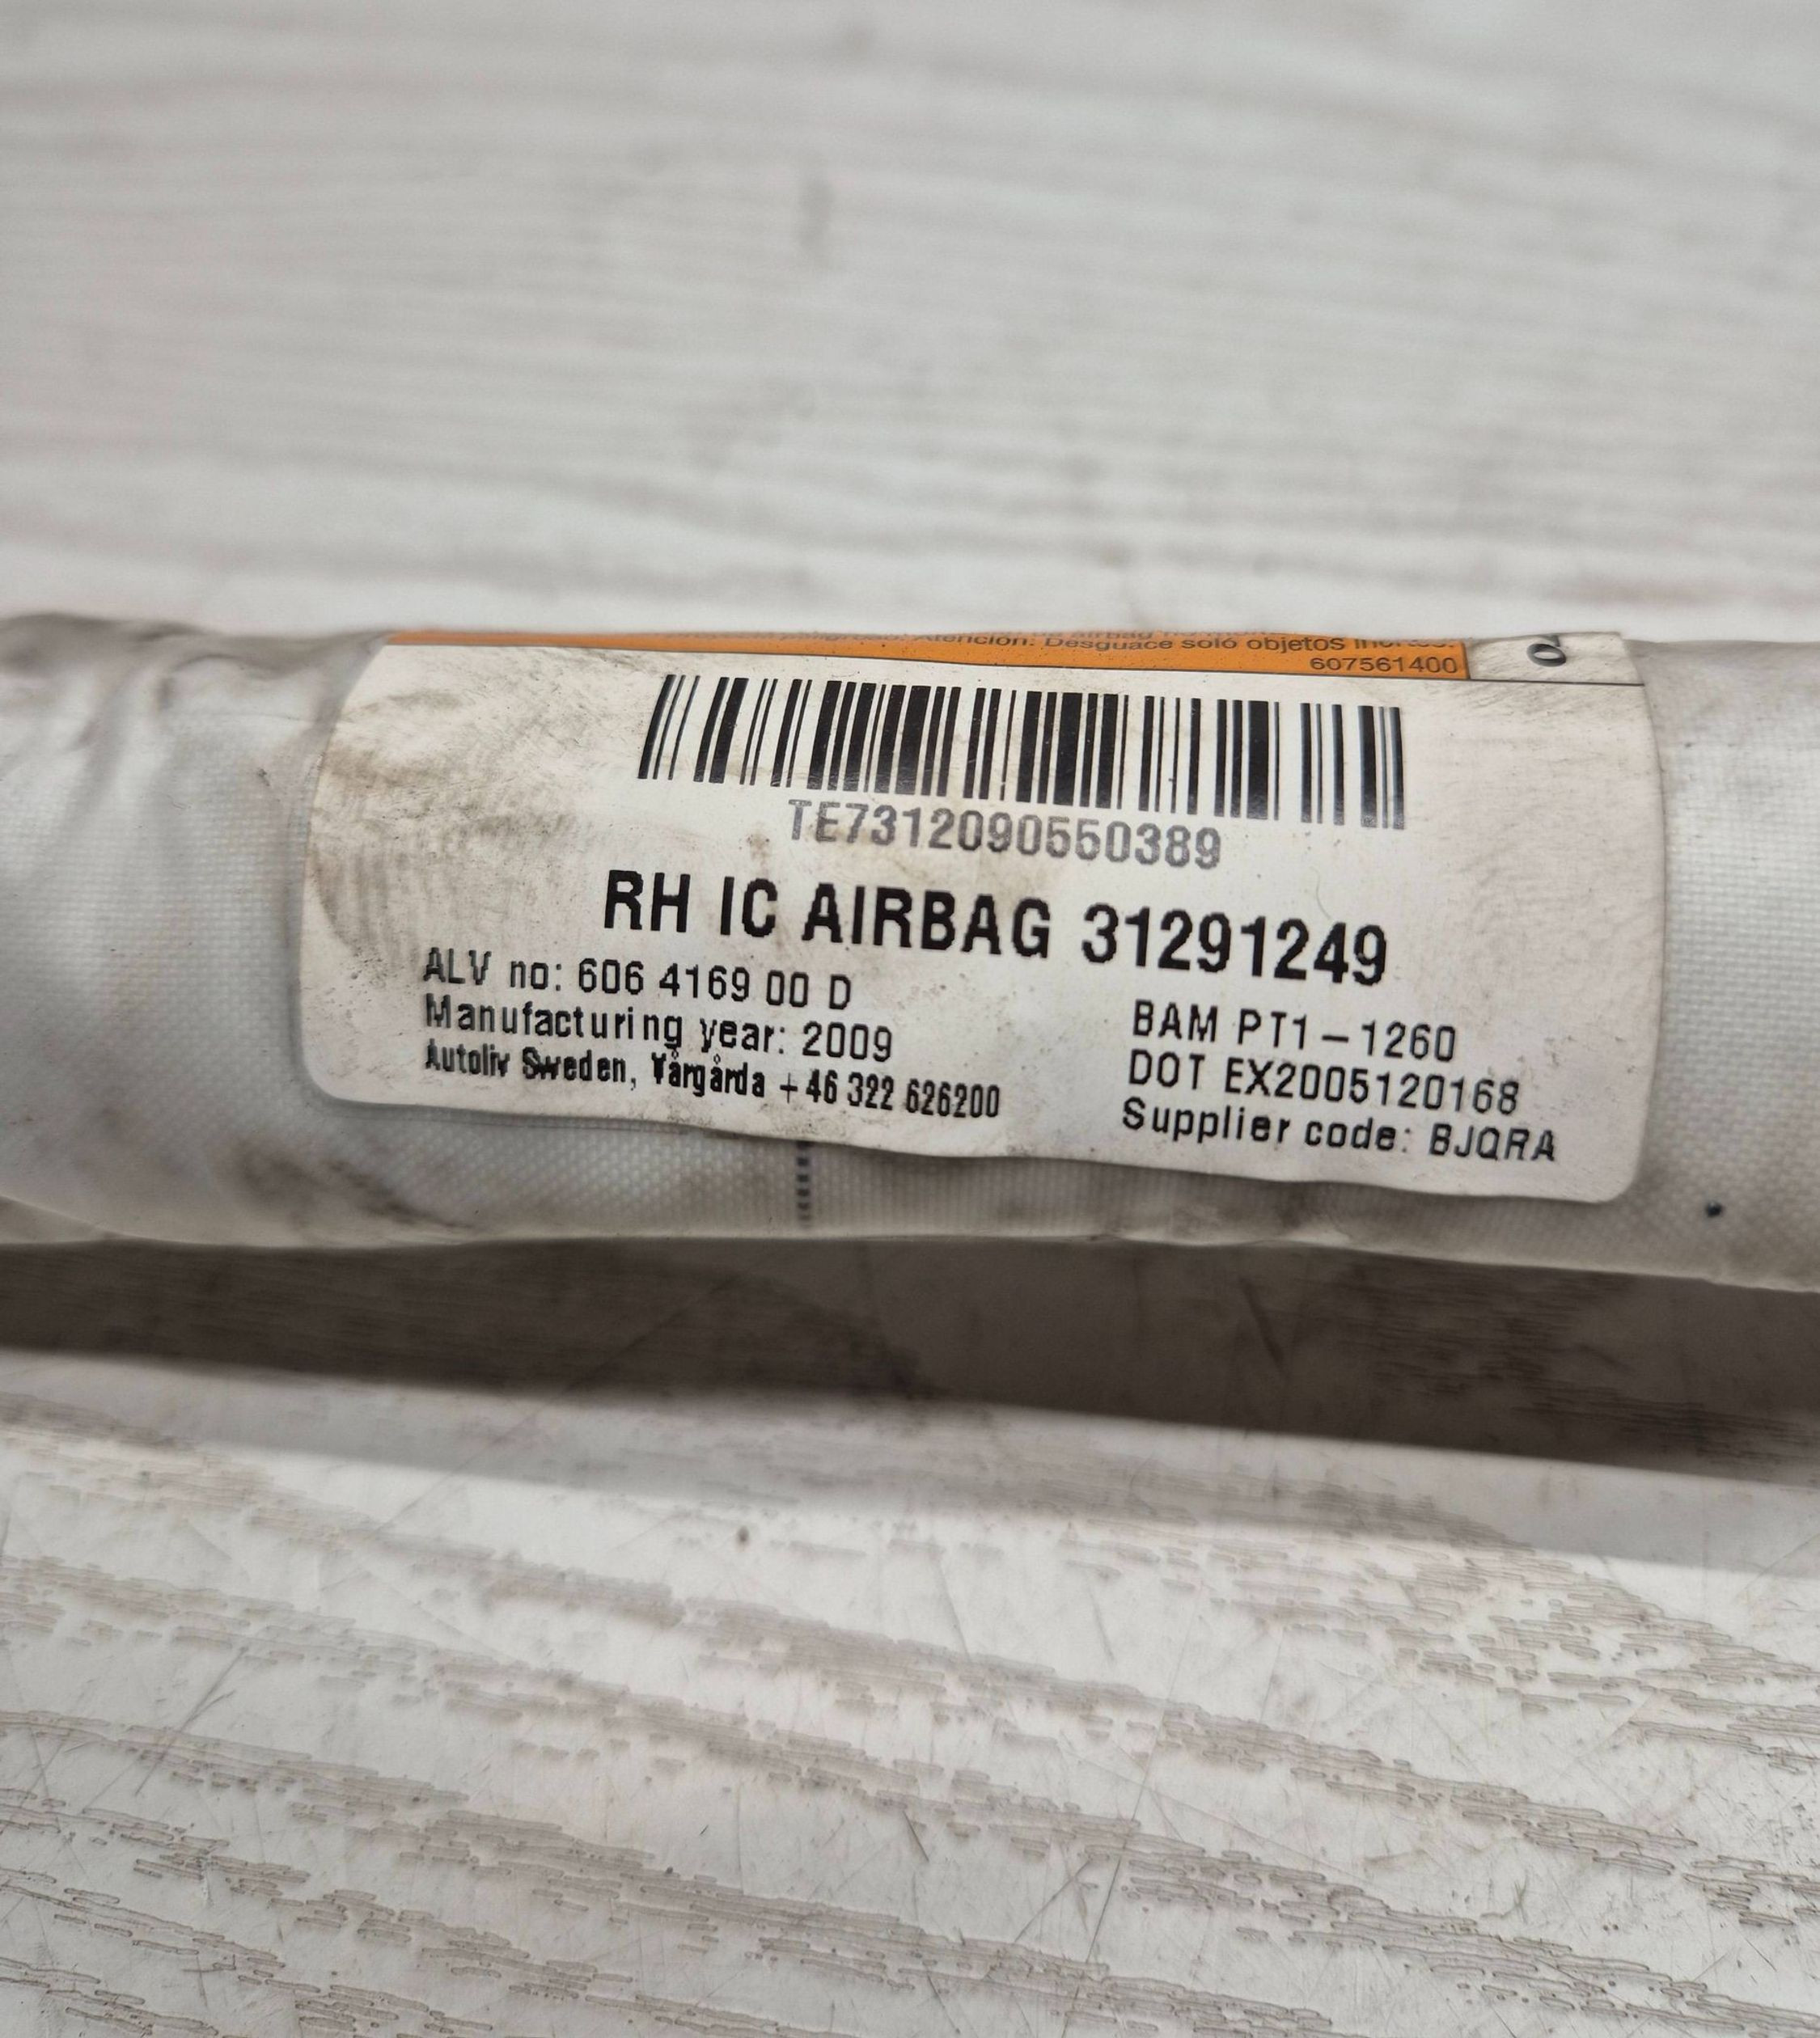 Atención: Desguace solo objetos
607561400
TE7312090550389
RH IC AIRBAG 31291249
ALV no: 606 4169 00 D
Manufacturing year: 2009
Autoliv Sweden, Vårgårda +46 322 626200
BAM PT1-1260
DOT EX2005120168
Supplier code: BJQRA